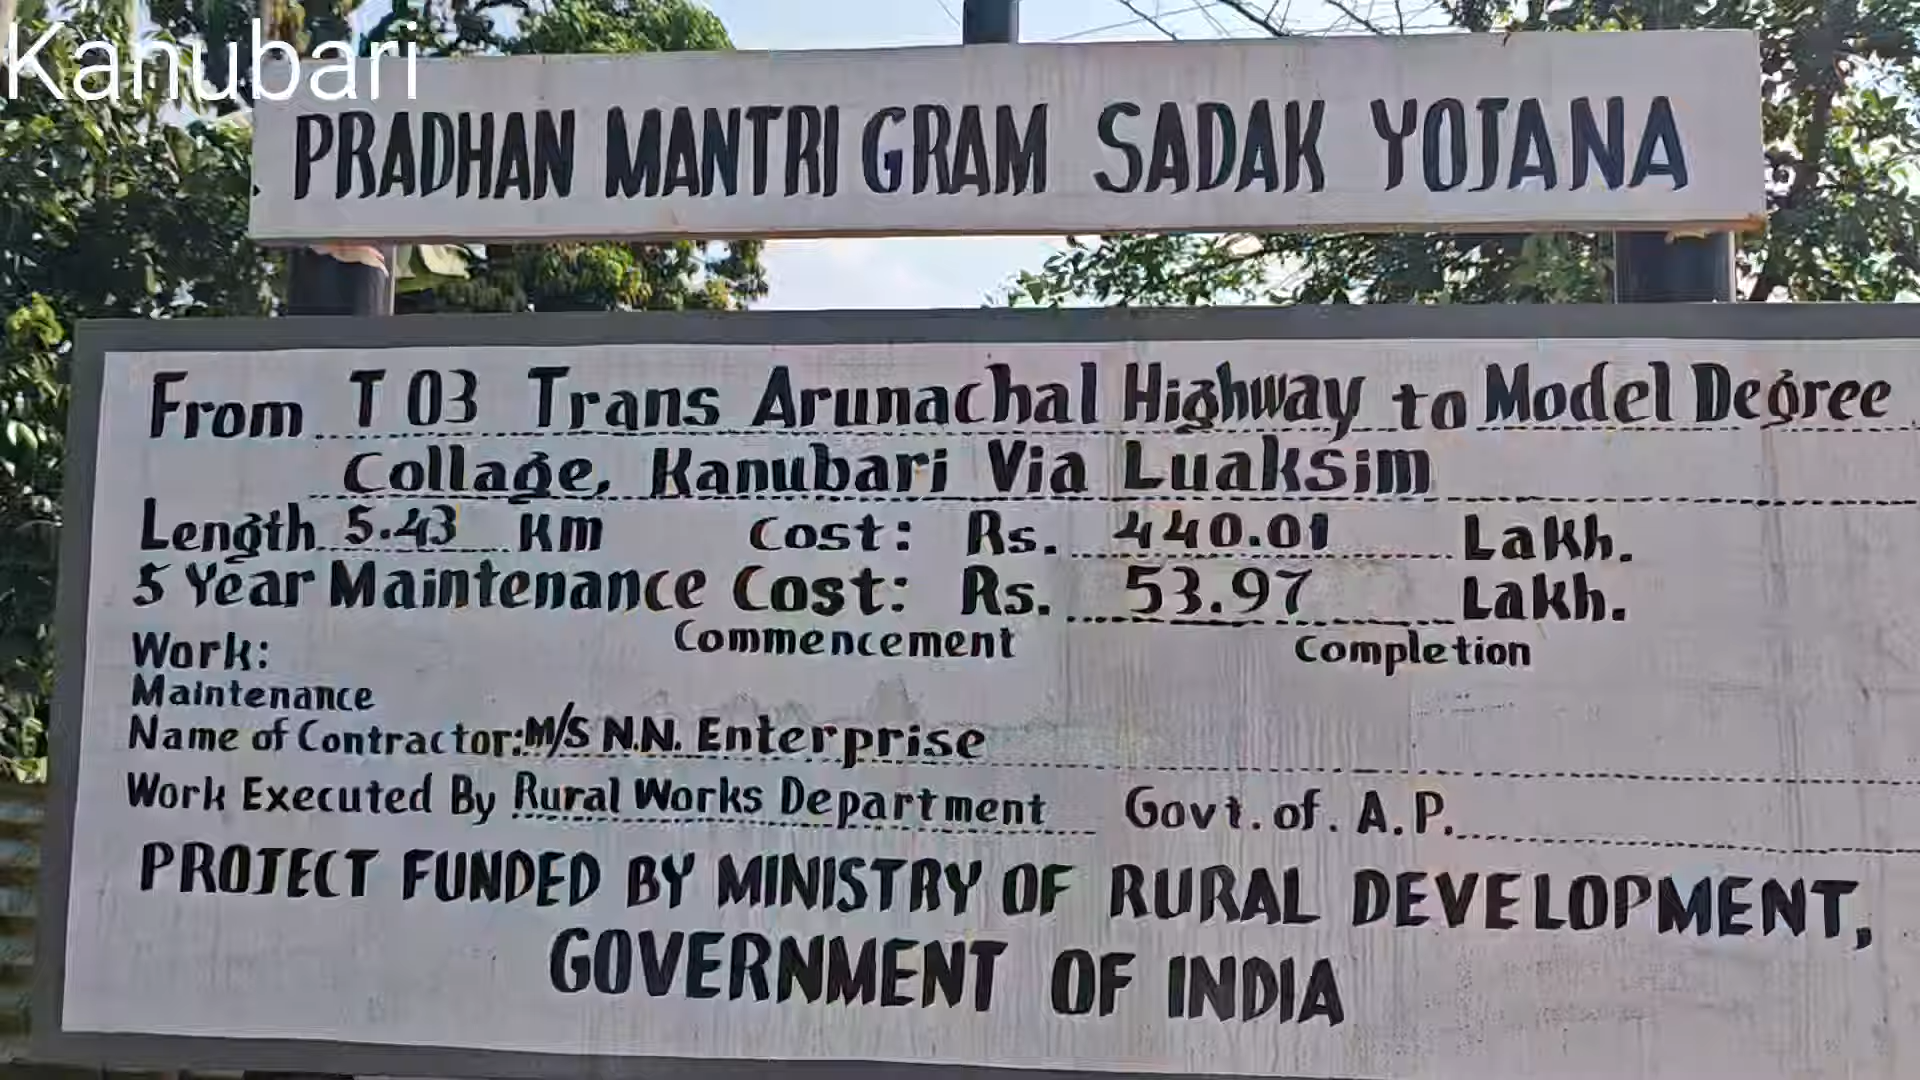 Kanubari
PRADHAN MANTRI GRAM SADAK YOJANA
From T 03 Trans Arunachal Highway to Model Degree
Collage, Kanubari Via Luaksim
Length 5.43 Km Cost: Rs. 440.01 Lakh.
5 Year Maintenance Cost: Rs. 53.97 Lakh.
Commencement Completion
Work:
Maintenance
Name of Contractor: M/S N.N. Enterprise
Work Executed By Rural Works Department Govt. of. A.P.
PROJECT FUNDED BY MINISTRY OF RURAL DEVELOPMENT,
GOVERNMENT OF INDIA